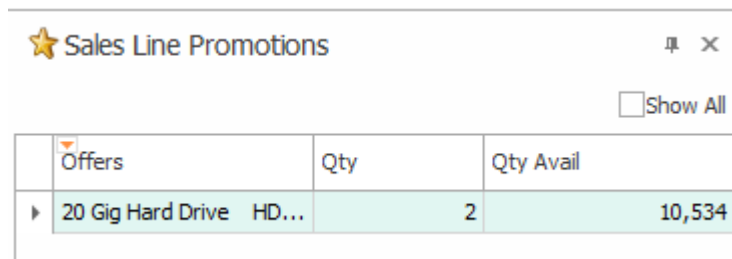 Sales Line Promotions
Show All
Offers Qty Qty Avail
20 Gig Hard Drive HD... 2 10,534